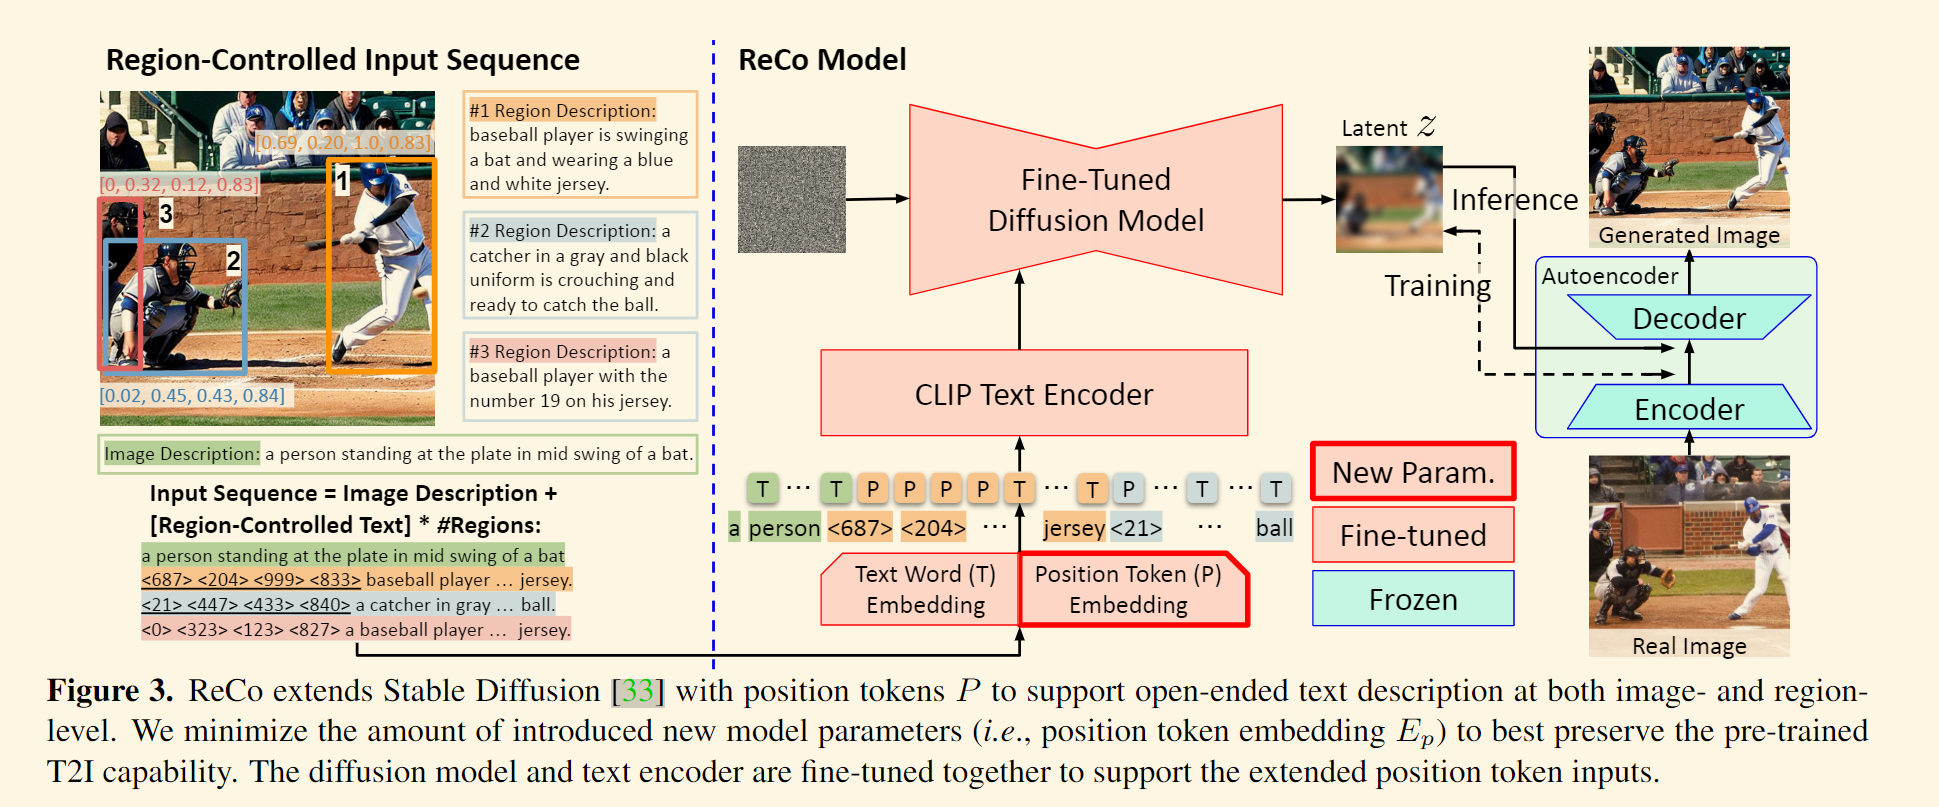 Region-Controlled Input Sequence
[0.69, 0.20, 1.0, 0.83]
1
[0, 0.32, 0.12, 0.83]
3
2
[0.02, 0.45, 0.43, 0.84]
#1 Region Description:
baseball player is swinging
a bat and wearing a blue
and white jersey.
#2 Region Description: a
catcher in a gray and black
uniform is crouching and
ready to catch the ball.
#3 Region Description: a
baseball player with the
number 19 on his jersey.
Image Description: a person standing at the plate in mid swing of a bat.
Input Sequence = Image Description +
[Region-Controlled Text] * #Regions:
a person standing at the plate in mid swing of a bat
<687> <204> <999> <833> baseball player ... jersey.
<21> <447> <433> <840> a catcher in gray ... ball.
<0> <323> <123> <827> a baseball player ... jersey.
ReCo Model
Fine-Tuned
Diffusion Model
Latent z
Inference
Training
Generated Image
Autoencoder
Decoder
Encoder
Real Image
CLIP Text Encoder
T ... T P P P P T ... T P ... T ... T
a person <687> <204> ... jersey <21> ... ball
Text Word (T)
Embedding
Position Token (P)
Embedding
New Param.
Fine-tuned
Frozen
Figure 3. ReCo extends Stable Diffusion [33] with position tokens P to support open-ended text description at both image- and region-
level. We minimize the amount of introduced new model parameters (i.e., position token embedding E_p) to best preserve the pre-trained
T2I capability. The diffusion model and text encoder are fine-tuned together to support the extended position token inputs.